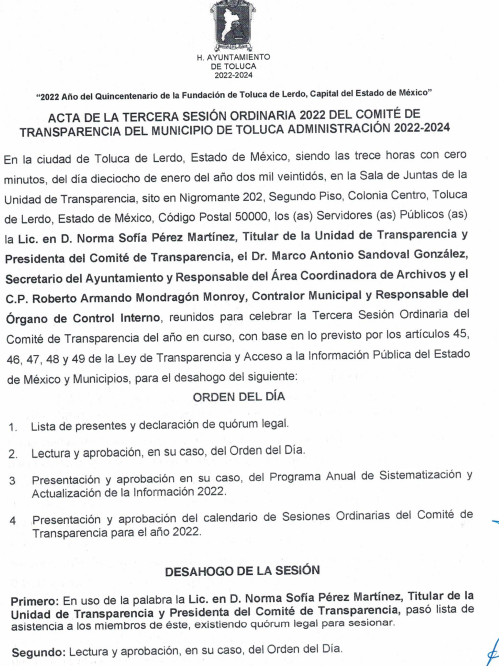 H. AYUNTAMIENTO
DE TOLUCA
2022-2024
“2022 Año del Quincentenario de la Fundación de Toluca de Lerdo, Capital del Estado de México”
ACTA DE LA TERCERA SESIÓN ORDINARIA 2022 DEL COMITÉ DE
TRANSPARENCIA DEL MUNICIPIO DE TOLUCA ADMINISTRACIÓN 2022-2024
En la ciudad de Toluca de Lerdo, Estado de México, siendo las trece horas con cero
minutos, del día dieciocho de enero del año dos mil veintidós, en la Sala de Juntas de la
Unidad de Transparencia, sito en Nigromante 202, Segundo Piso, Colonia Centro, Toluca
de Lerdo, Estado de México, Código Postal 50000, los (as) Servidores (as) Públicos (as)
la Lic. en D. Norma Sofía Pérez Martínez, Titular de la Unidad de Transparencia y
Presidenta del Comité de Transparencia, el Dr. Marco Antonio Sandoval González,
Secretario del Ayuntamiento y Responsable del Área Coordinadora de Archivos y el
C.P. Roberto Armando Mondragón Monroy, Contralor Municipal y Responsable del
Órgano de Control Interno, reunidos para celebrar la Tercera Sesión Ordinaria del
Comité de Transparencia del año en curso, con base en lo previsto por los artículos 45,
46, 47, 48 y 49 de la Ley de Transparencia y Acceso a la Información Pública del Estado
de México y Municipios, para el desahogo del siguiente:
ORDEN DEL DÍA
1. Lista de presentes y declaración de quórum legal.
2. Lectura y aprobación, en su caso, del Orden del Día.
3 Presentación y aprobación en su caso, del Programa Anual de Sistematización y
Actualización de la Información 2022.
4 Presentación y aprobación del calendario de Sesiones Ordinarias del Comité de
Transparencia para el año 2022.
DESAHOGO DE LA SESIÓN
Primero: En uso de la palabra la Lic. en D. Norma Sofía Pérez Martínez, Titular de la
Unidad de Transparencia y Presidenta del Comité de Transparencia, pasó lista de
asistencia a los miembros de éste, existiendo quórum legal para sesionar.
Segundo: Lectura y aprobación, en su caso, del Orden del Día.